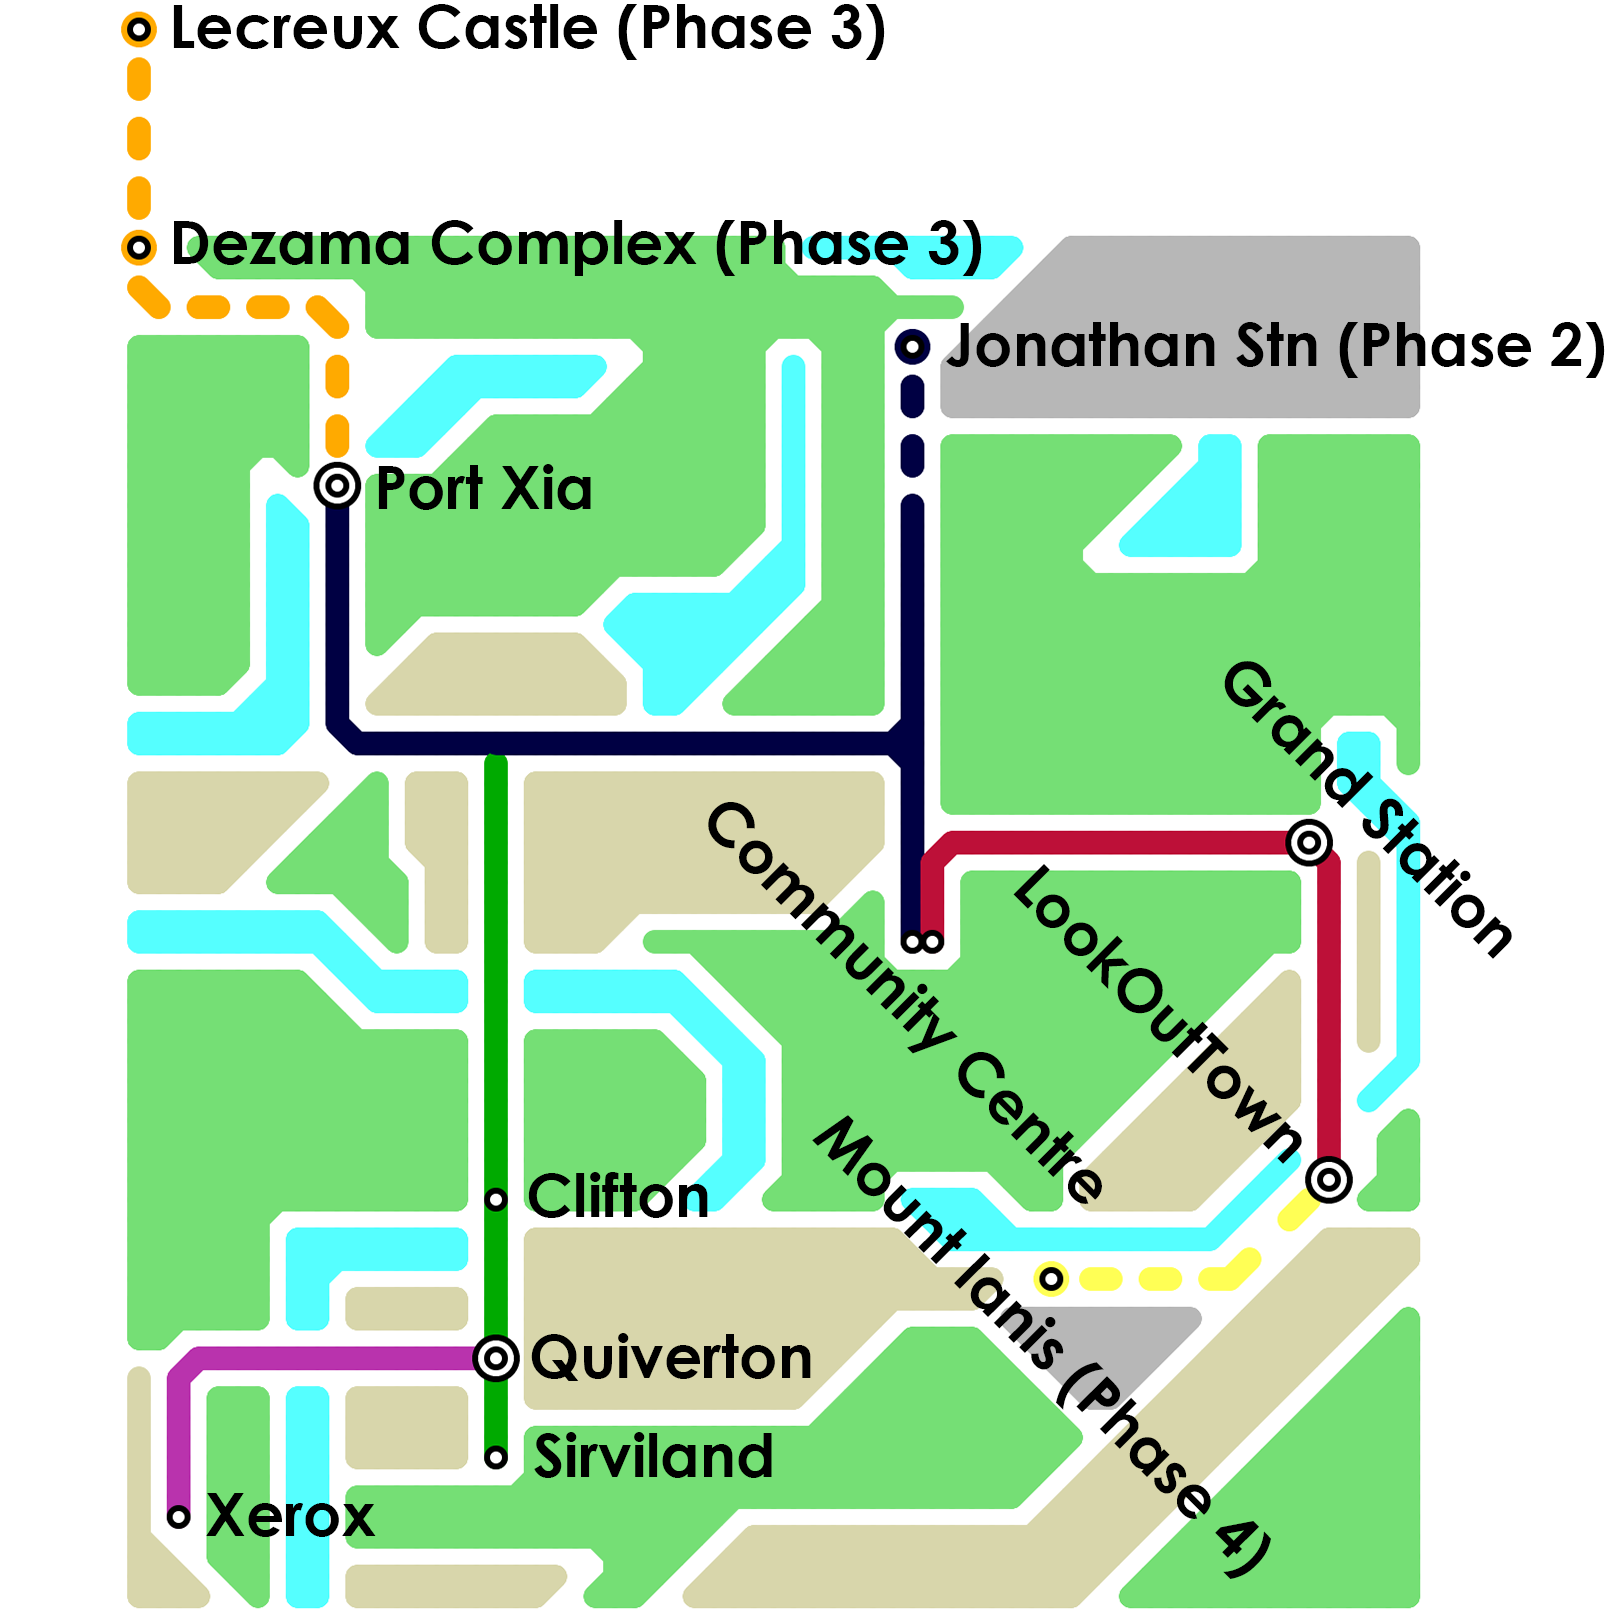 Lecreux Castle (Phase 3)
Dezama Complex (Phase 3)
Jonathan Stn (Phase 2)
Port Xia
Grand Station
Community Centre
LookOutTown
Mount Ianis (Phase 4)
Clifton
Quiverton
Sirviland
Xerox